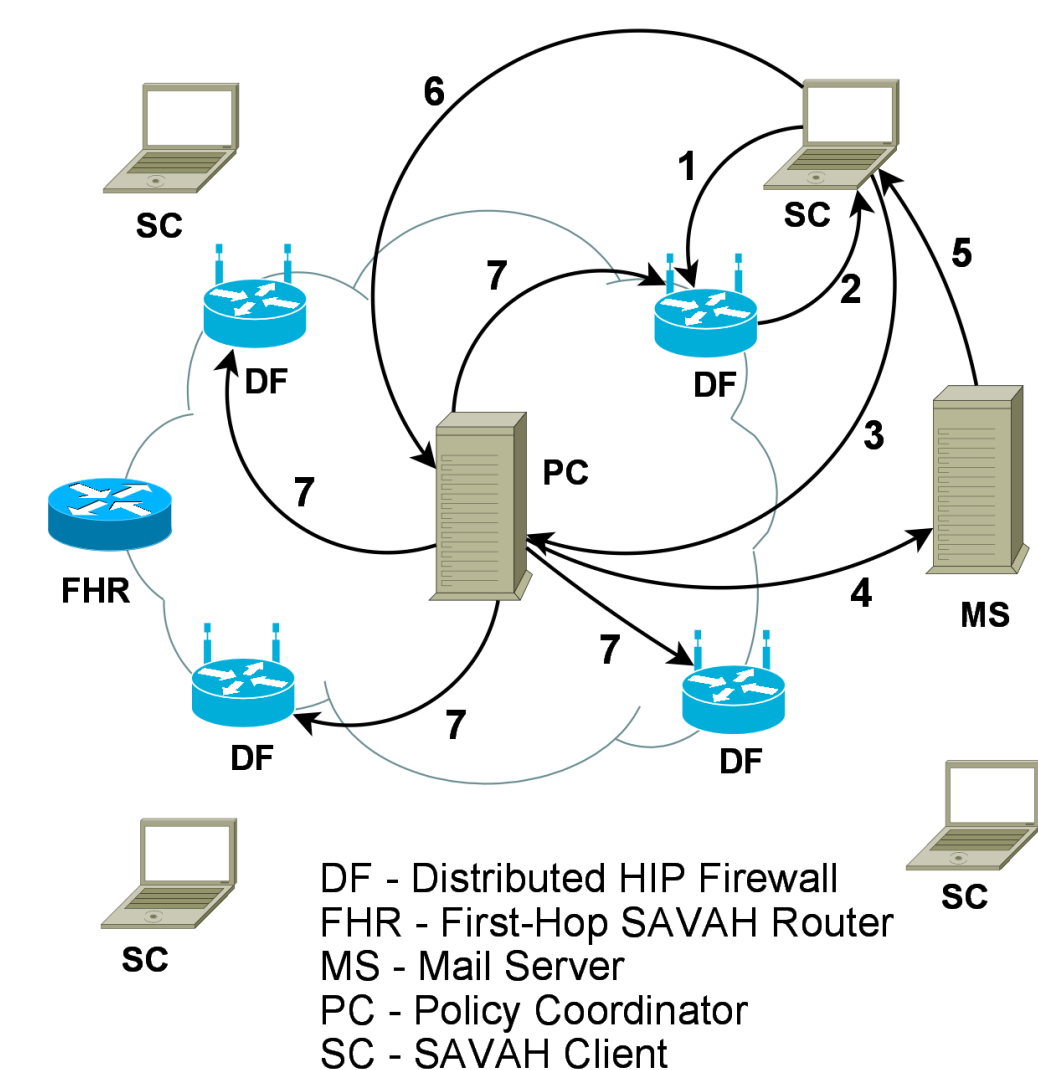 6
SC
1
SC
5
7
2
DF
DF
3
PC
7
FHR
4
MS
7
7
DF
DF
SC
SC
DF - Distributed HIP Firewall
FHR - First-Hop SAVAH Router
MS - Mail Server
PC - Policy Coordinator
SC - SAVAH Client